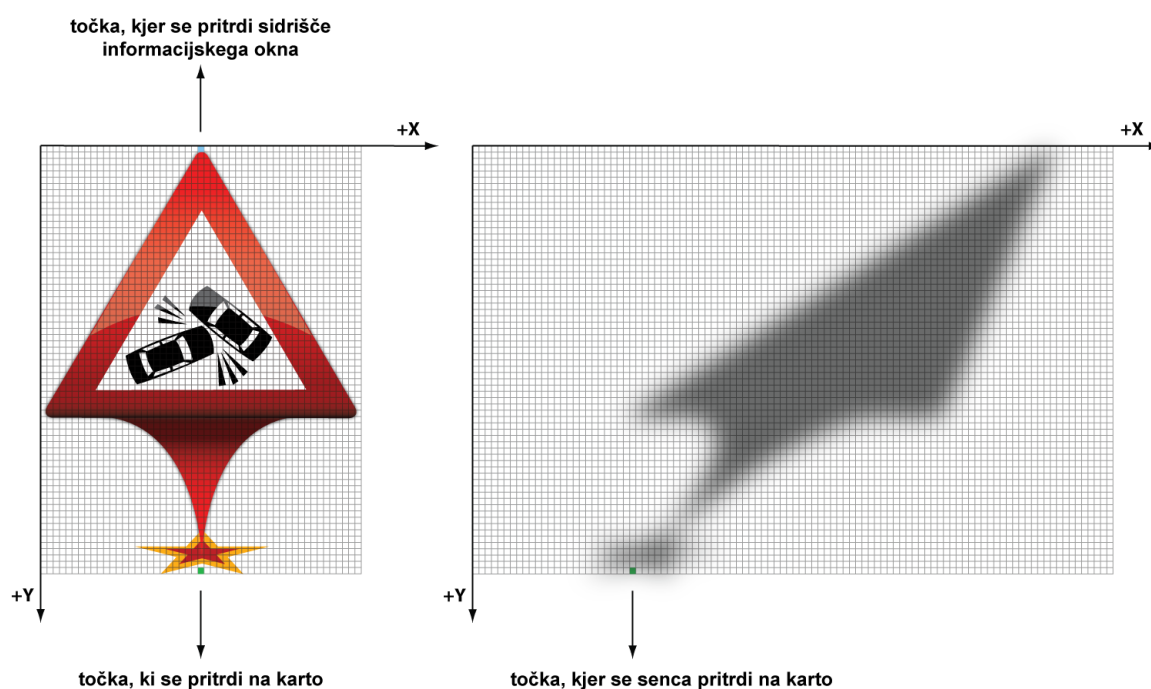 točka, kjer se pritrdi sidrišče
informacijskega okna
+X
+X
+Y
+Y
točka, ki se pritrdi na karto
točka, kjer se senca pritrdi na karto